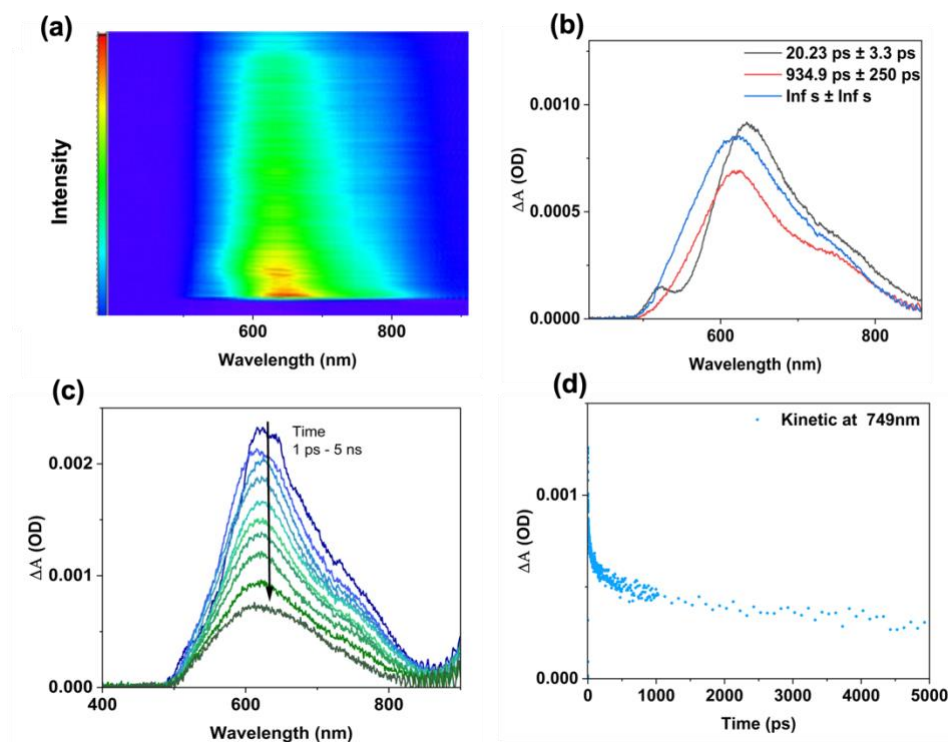 (a)
Intensity
600
800
Wavelength (nm)
(b)
20.23 ps ± 3.3 ps
934.9 ps ± 250 ps
Inf s ± Inf s
ΔA (OD)
0.0010
0.0005
0.0000
600
800
Wavelength (nm)
(c)
Time
1 ps - 5 ns
ΔA (OD)
0.002
0.001
0.000
400
500
600
700
800
Wavelength (nm)
(d)
Kinetic at 749nm
ΔA (OD)
0.001
0.000
0
1000
2000
3000
4000
5000
Time (ps)